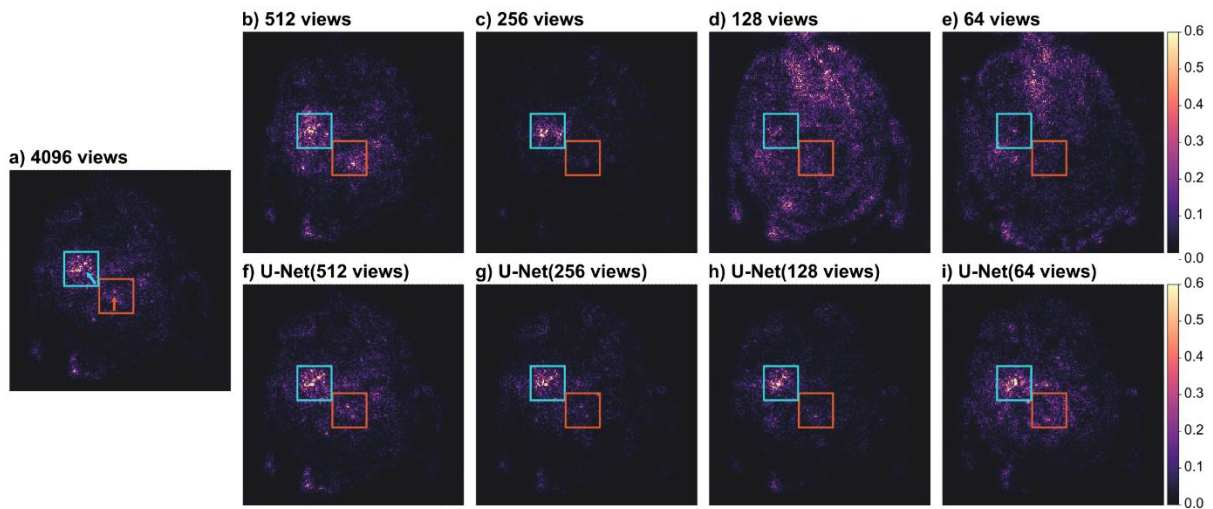 a) 4096 views
b) 512 views
c) 256 views
d) 128 views
e) 64 views
0.6
0.5
0.4
0.3
0.2
0.1
0.0
f) U-Net(512 views)
g) U-Net(256 views)
h) U-Net(128 views)
i) U-Net(64 views)
0.6
0.5
0.4
0.3
0.2
0.1
0.0